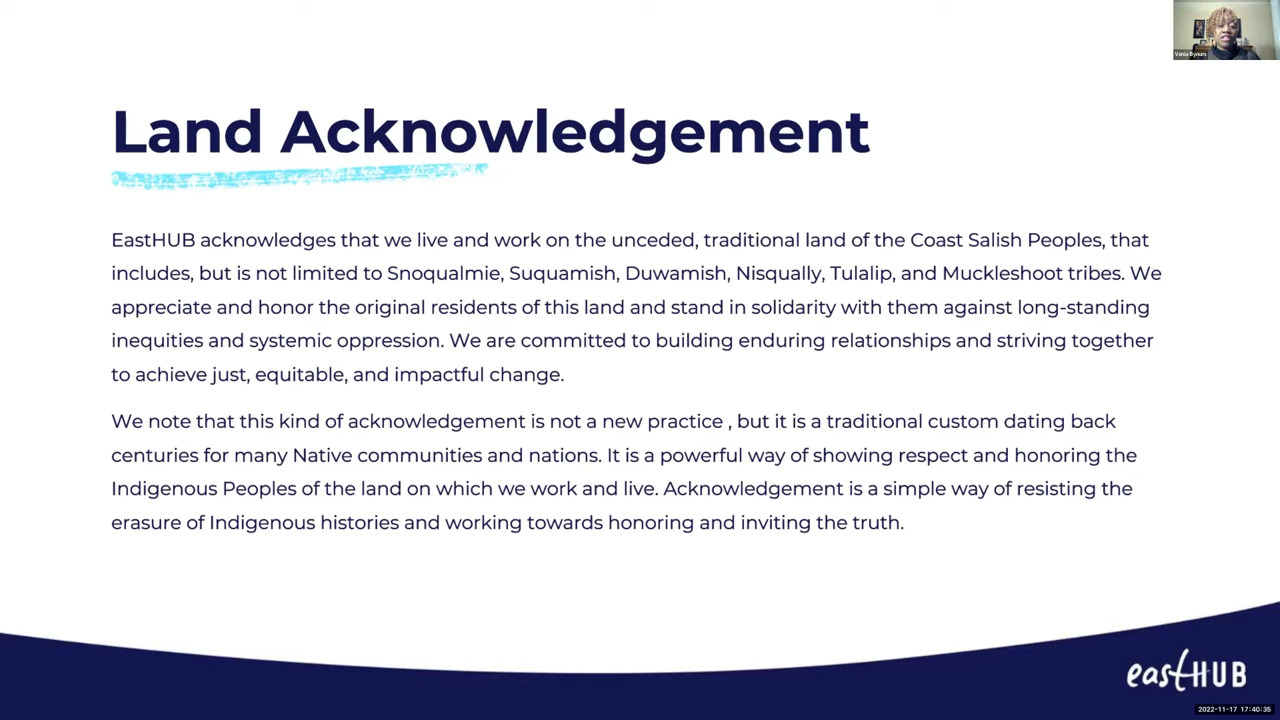 Vania Bynum
Land Acknowledgement
EastHUB acknowledges that we live and work on the unceded, traditional land of the Coast Salish Peoples, that
includes, but is not limited to Snoqualmie, Suquamish, Duwamish, Nisqually, Tulalip, and Muckleshoot tribes. We
appreciate and honor the original residents of this land and stand in solidarity with them against long-standing
inequities and systemic oppression. We are committed to building enduring relationships and striving together
to achieve just, equitable, and impactful change.
We note that this kind of acknowledgement is not a new practice , but it is a traditional custom dating back
centuries for many Native communities and nations. It is a powerful way of showing respect and honoring the
Indigenous Peoples of the land on which we work and live. Acknowledgement is a simple way of resisting the
erasure of Indigenous histories and working towards honoring and inviting the truth.
eastHUB
2022-11-17 17:40:35